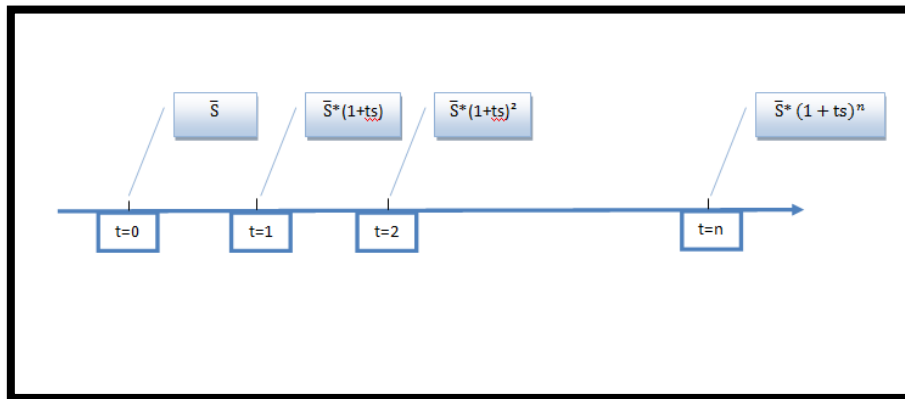 S̅
S̅*(1+ts)
S̅*(1+ts)²
S̅* (1 + ts)ⁿ
t=0
t=1
t=2
t=n